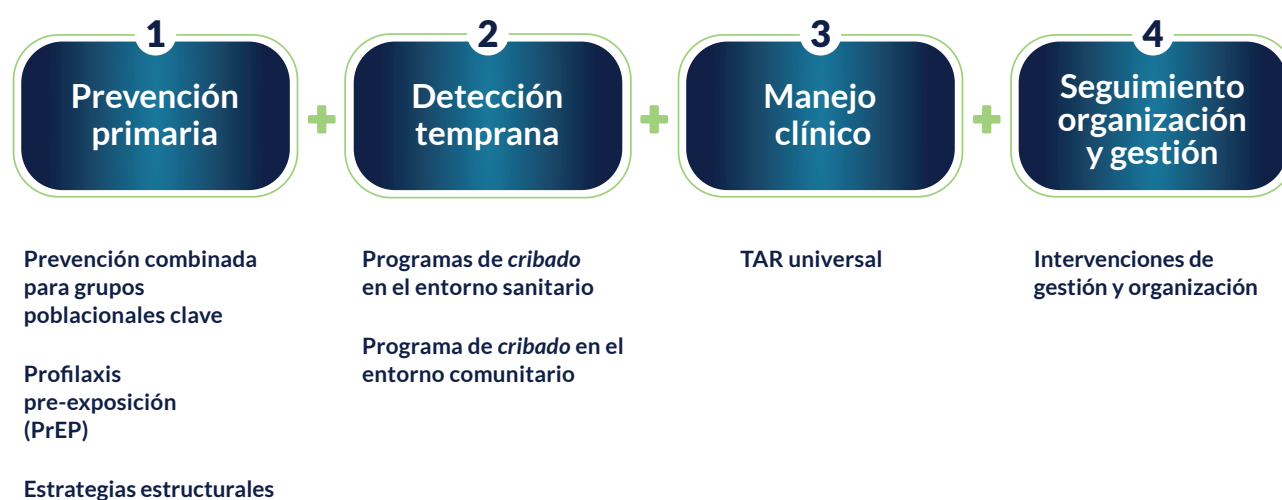 1
Prevención
primaria
2
Detección
temprana
3
Manejo
clínico
4
Seguimiento
organización
y gestión
Prevención combinada
para grupos
poblacionales clave
Profilaxis
pre-exposición
(PrEP)
Estrategias estructurales
Programas de cribado
en el entorno sanitario
Programa de cribado en el
entorno comunitario
TAR universal
Intervenciones de
gestión y organización